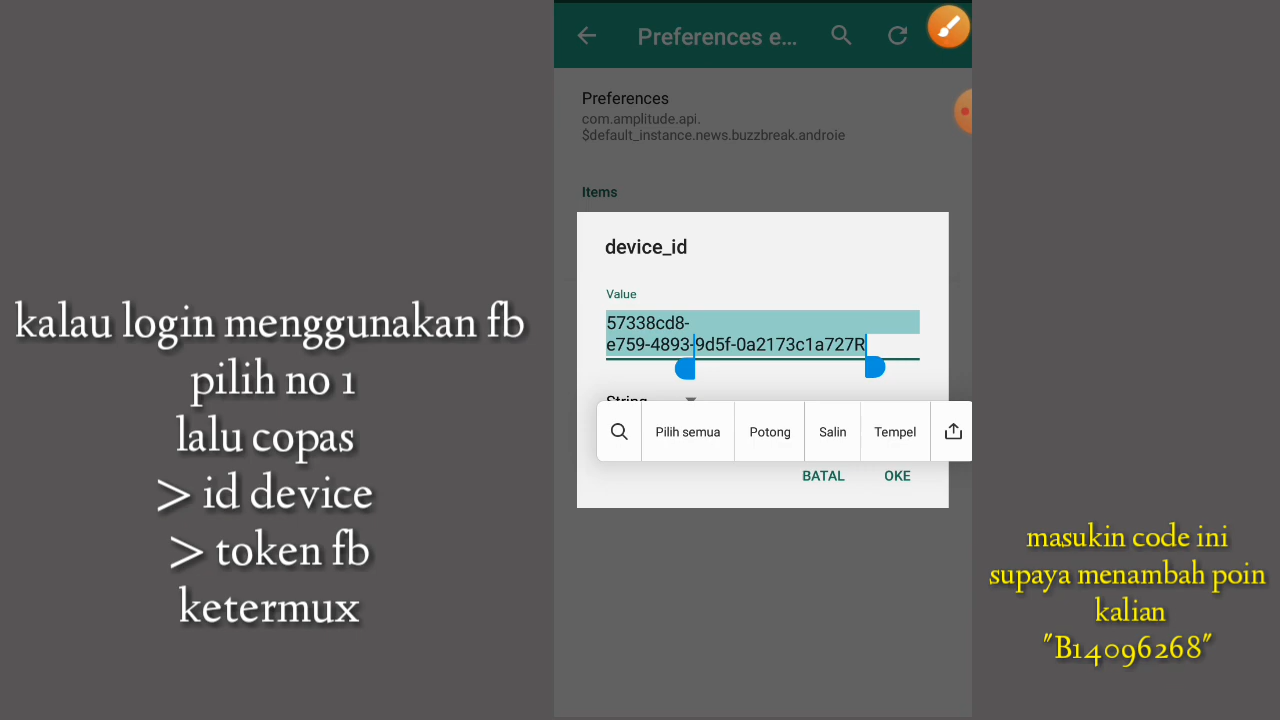 Preferences e...
Preferences
com.amplitude.api.
$default_instance.news.buzzbreak.androie
Items
device_id
Value
57338cd8-
e759-4893-9d5f-0a2173c1a727R
String
Pilih semua
Potong
Salin
Tempel
BATAL
OKE
kalau login menggunakan fb
pilih no 1
lalu copas
> id device
> token fb
ketermux
masukin code ini
supaya menambah poin
kalian
"B14096268"